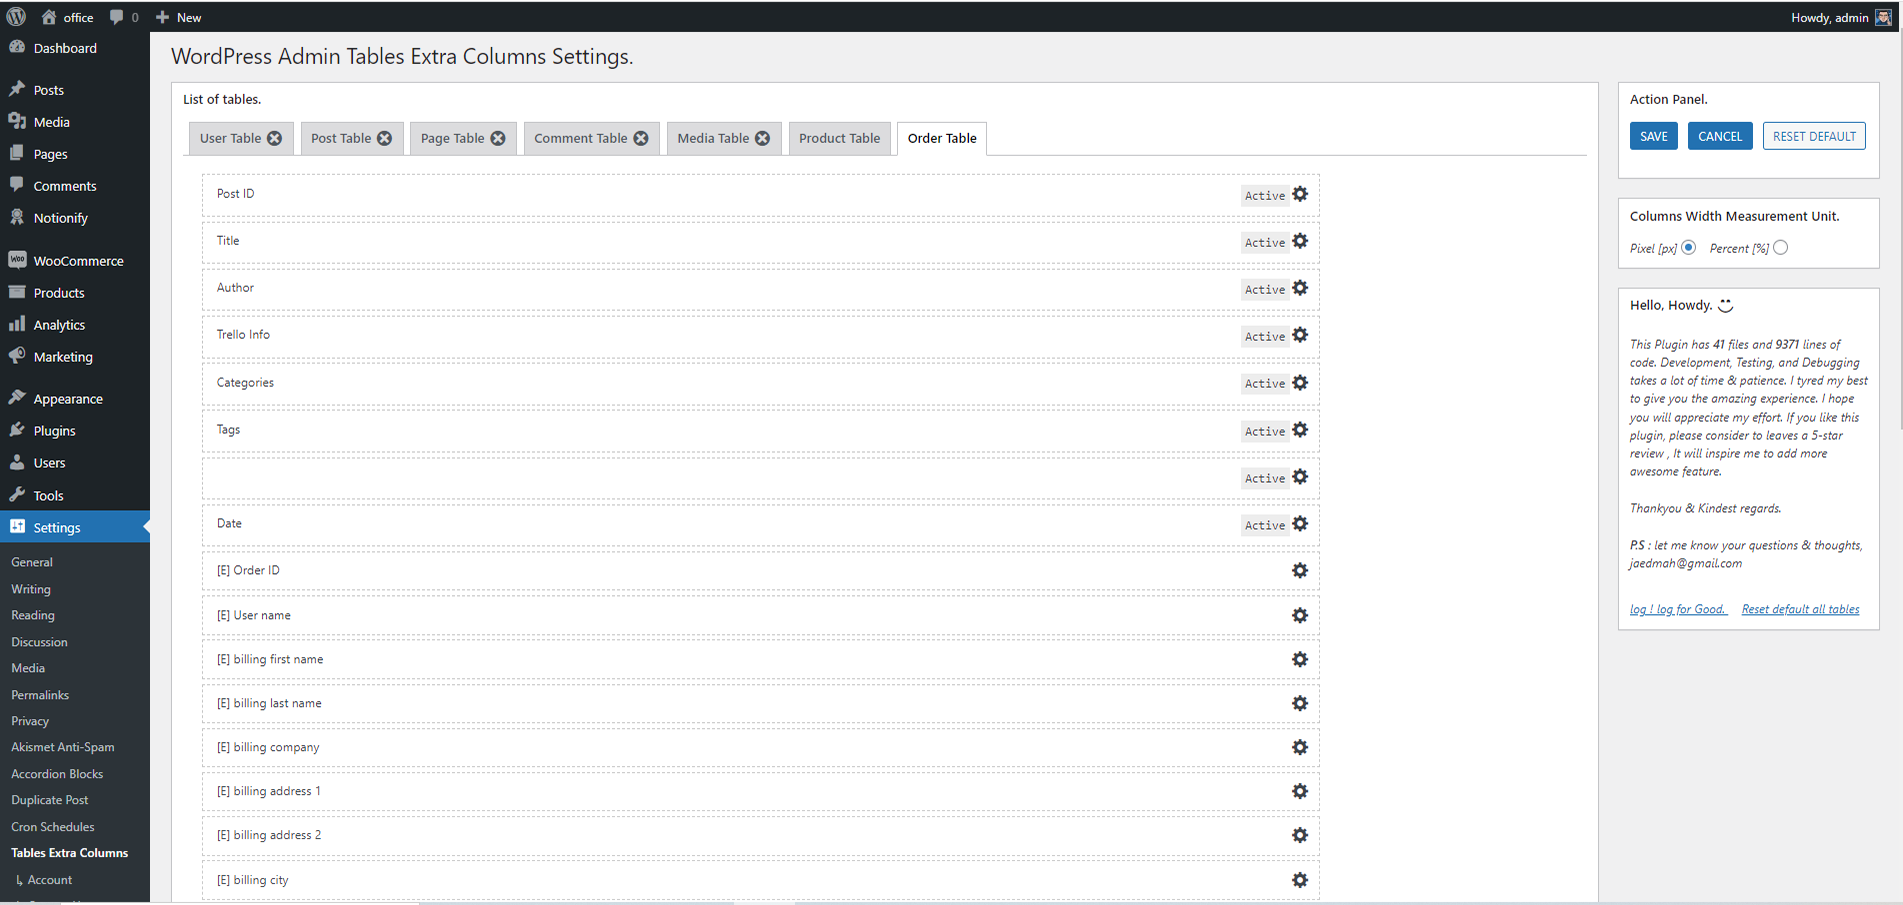 office
0
New
Howdy, admin
Dashboard
Posts
Media
Pages
Comments
Notionify
Woo WooCommerce
Products
Analytics
Marketing
Appearance
Plugins
Users
Tools
Settings
General
Writing
Reading
Discussion
Media
Permalinks
Privacy
Akismet Anti-Spam
Accordion Blocks
Duplicate Post
Cron Schedules
Tables Extra Columns
↳ Account
WordPress Admin Tables Extra Columns Settings.
List of tables.
User Table
Post Table
Page Table
Comment Table
Media Table
Product Table
Order Table
Post ID Active
Title Active
Author Active
Trello Info Active
Categories Active
Tags Active
Active
Date Active
[E] Order ID
[E] User name
[E] billing first name
[E] billing last name
[E] billing company
[E] billing address 1
[E] billing address 2
[E] billing city
Action Panel.
SAVE CANCEL RESET DEFAULT
Columns Width Measurement Unit.
Pixel [px] Percent [%]
Hello, Howdy.
This Plugin has 41 files and 9371 lines of
code. Development, Testing, and Debugging
takes a lot of time & patience. I tyred my best
to give you the amazing experience. I hope
you will appreciate my effort. If you like this
plugin, please consider to leaves a 5-star
review , It will inspire me to add more
awesome feature.
Thankyou & Kindest regards.
P.S : let me know your questions & thoughts,
jaedmah@gmail.com
log ! log for Good. Reset default all tables